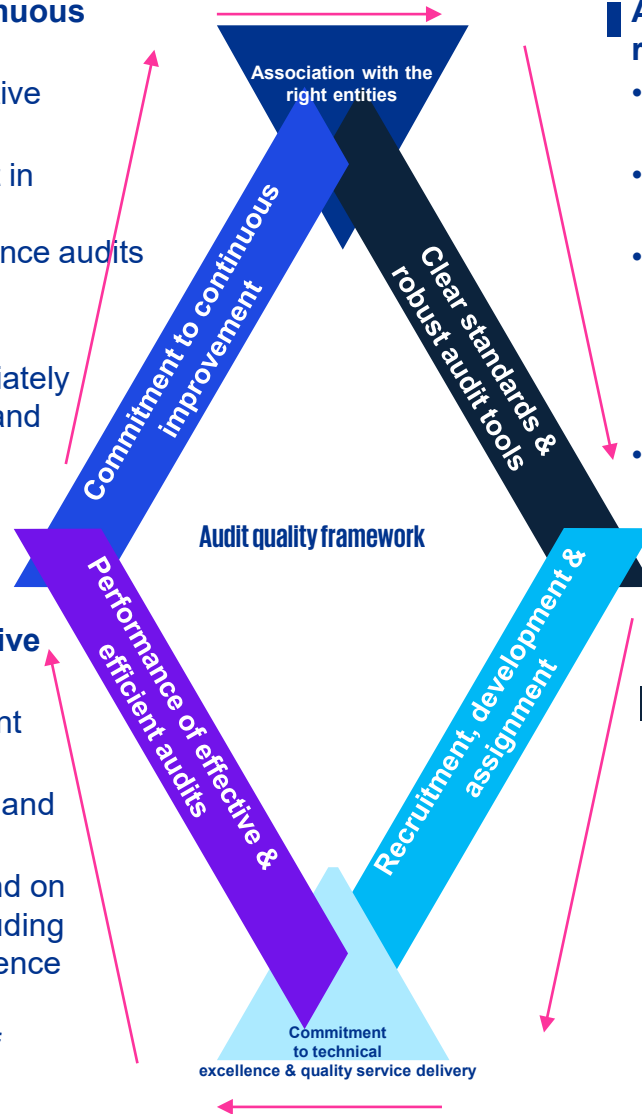 nuous
ive
t in
nce audits
iately
and
ive
nt
and
nd on
uding
ence
A
r
•
•
•
•
Association with the
right entities
Commitment to continuous
improvement
Clear standards &
robust audit tools
Audit quality framework
Performance of effective &
efficient audits
Recruitment, development &
assignment
Commitment
to technical
excellence & quality service delivery